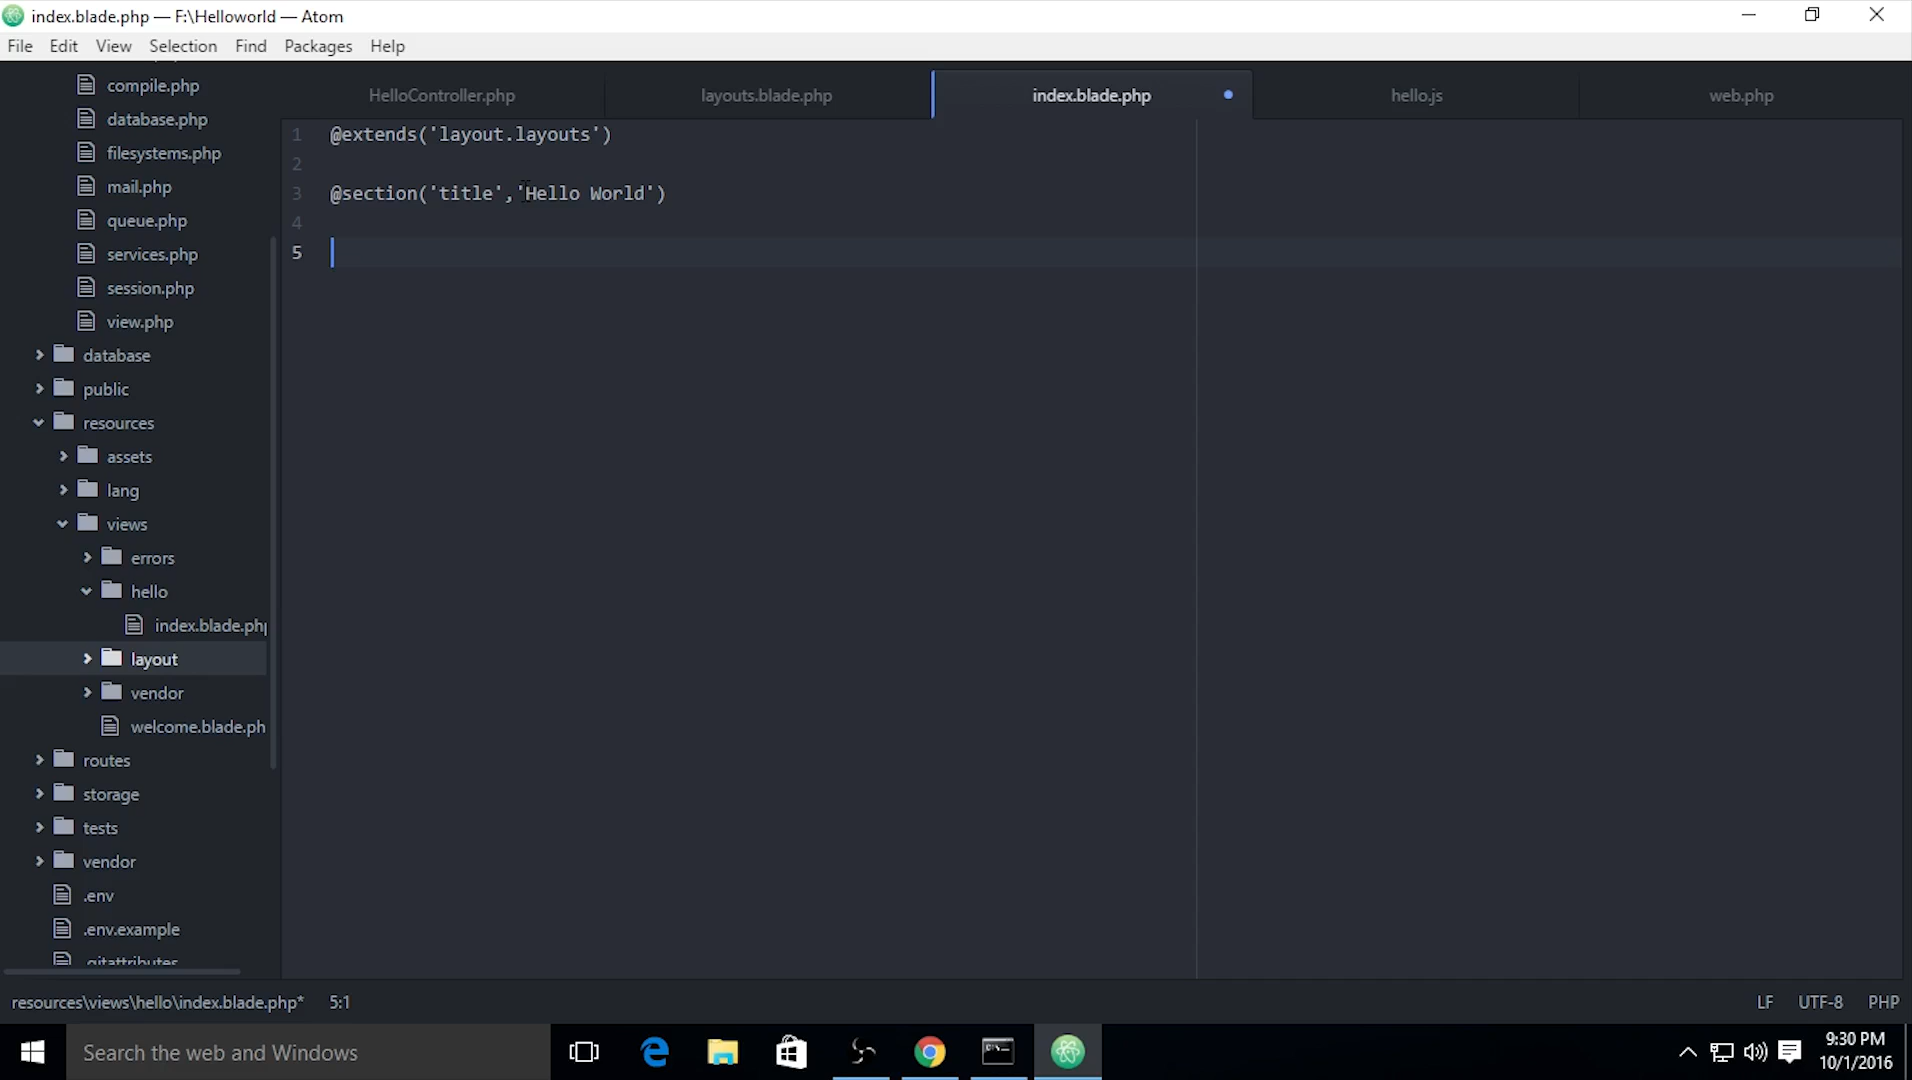 index.blade.php — F:\Helloworld — Atom
File Edit View Selection Find Packages Help
compile.php
database.php
filesystems.php
mail.php
queue.php
services.php
session.php
view.php
database
public
resources
assets
lang
views
errors
hello
index.blade.php
layout
vendor
welcome.blade.ph
routes
storage
tests
vendor
.env
.env.example
.gitattributes
HelloController.php layouts.blade.php index.blade.php hello.js web.php
1 @extends('layout.layouts')
2
3 @section('title','Hello World')
4
5
resources\views\hello\index.blade.php* 5:1 LF UTF-8 PHP
Search the web and Windows
9:30 PM
10/1/2016